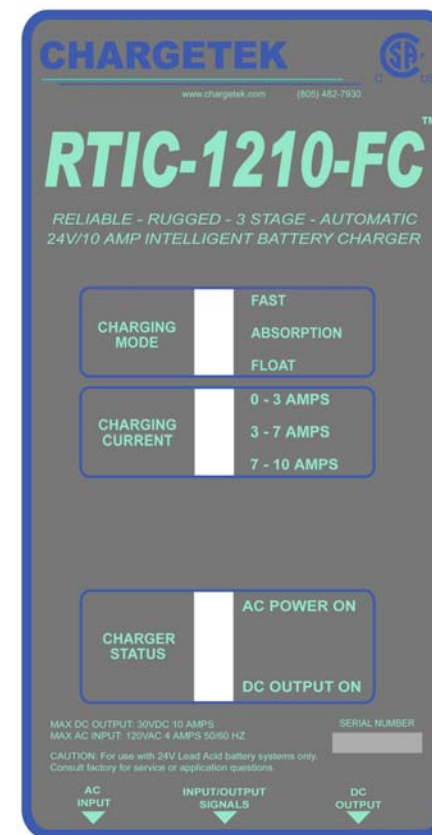 CHARGETEK
SA
C US
www.chargetek.com (805) 482-7930
RTIC-1210-FC™
RELIABLE - RUGGED - 3 STAGE - AUTOMATIC
24V/10 AMP INTELLIGENT BATTERY CHARGER
CHARGING
MODE
FAST
ABSORPTION
FLOAT
CHARGING
CURRENT
0 - 3 AMPS
3 - 7 AMPS
7 - 10 AMPS
CHARGER
STATUS
AC POWER ON
DC OUTPUT ON
MAX DC OUTPUT: 30VDC 10 AMPS
MAX AC INPUT: 120VAC 4 AMPS 50/60 HZ
SERIAL NUMBER
CAUTION: For use with 24V Lead Acid battery systems only.
Consult factory for service or application questions.
AC
INPUT
INPUT/OUTPUT
SIGNALS
DC
OUTPUT